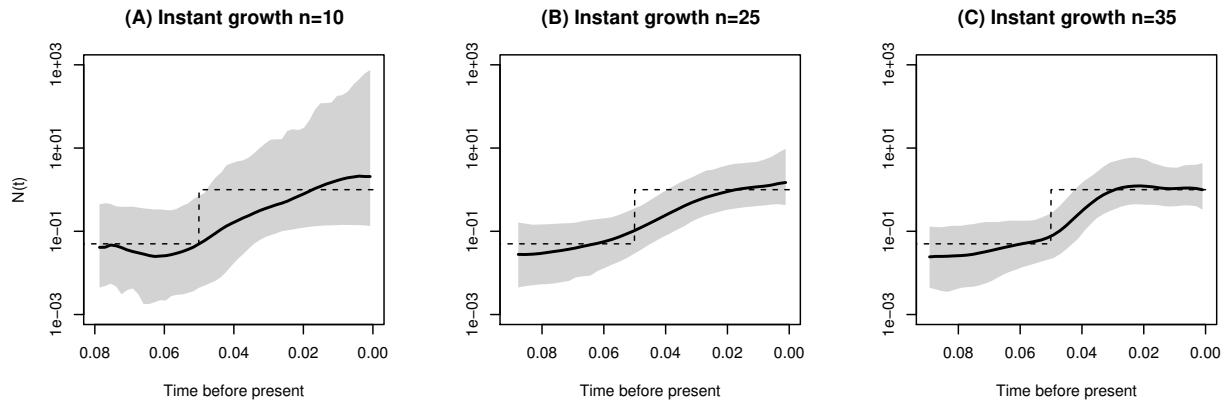 (A) Instant growth n=10
(B) Instant growth n=25
(C) Instant growth n=35
N(t)
1e+03
1e+01
1e−01
1e−03
0.08 0.06 0.04 0.02 0.00
Time before present
1e+03
1e+01
1e−01
1e−03
0.08 0.06 0.04 0.02 0.00
Time before present
1e+03
1e+01
1e−01
1e−03
0.08 0.06 0.04 0.02 0.00
Time before present